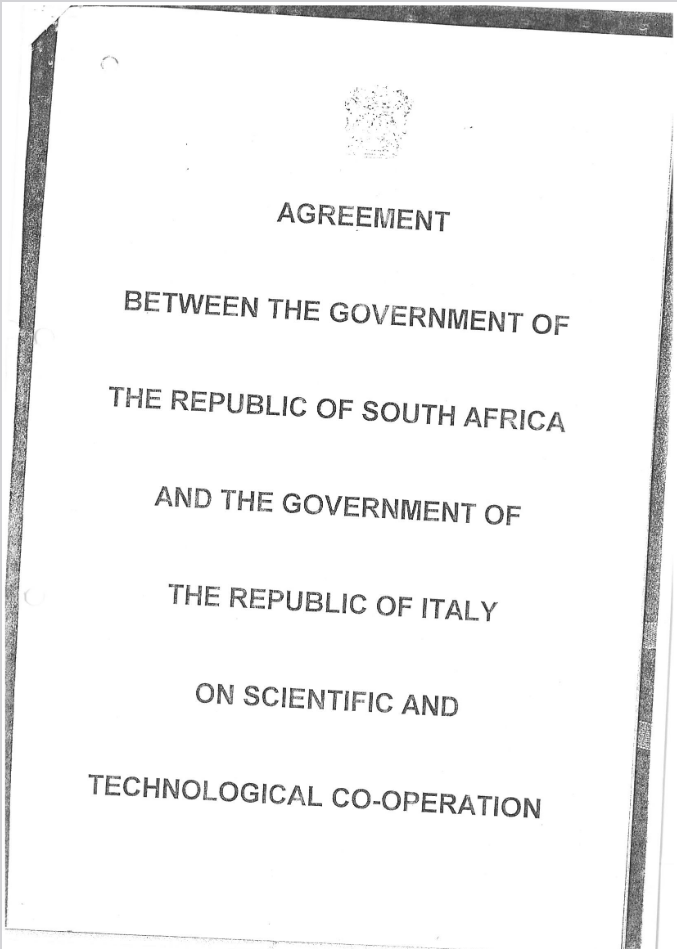 AGREEMENT
BETWEEN THE GOVERNMENT OF
THE REPUBLIC OF SOUTH AFRICA
AND THE GOVERNMENT OF
THE REPUBLIC OF ITALY
ON SCIENTIFIC AND
TECHNOLOGICAL CO-OPERATION